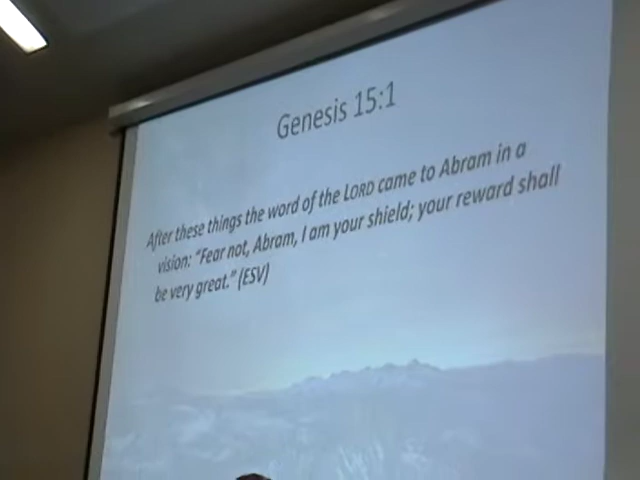 Genesis 15:1
After these things the word of the LORD came to Abram in a
vision: “Fear not, Abram, I am your shield; your reward shall
be very great.” (ESV)